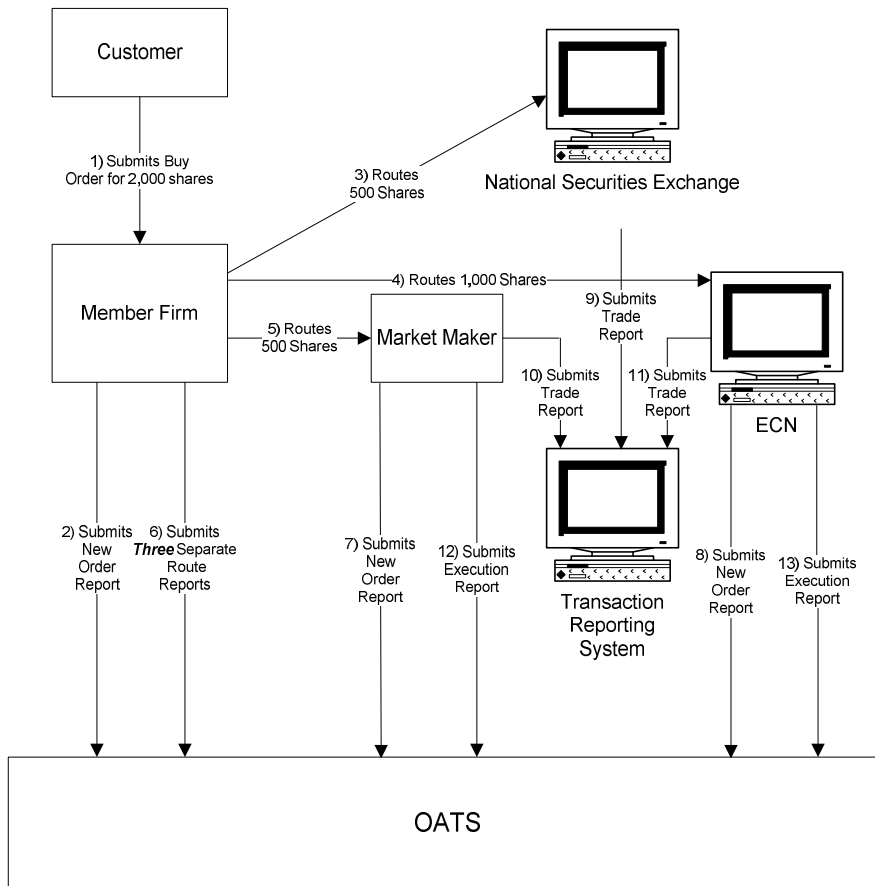 Customer
1) Submits Buy
Order for 2,000 shares
3) Routes
500 Shares
National Securities Exchange
Member Firm
4) Routes 1,000 Shares
5) Routes
500 Shares
Market Maker
9) Submits
Trade
Report
10) Submits
Trade
Report
11) Submits
Trade
Report
ECN
2) Submits
New
Order
Report
6) Submits
Three Separate
Route
Reports
7) Submits
New
Order
Report
12) Submits
Execution
Report
Transaction
Reporting
System
8) Submits
New
Order
Report
13) Submits
Execution
Report
OATS